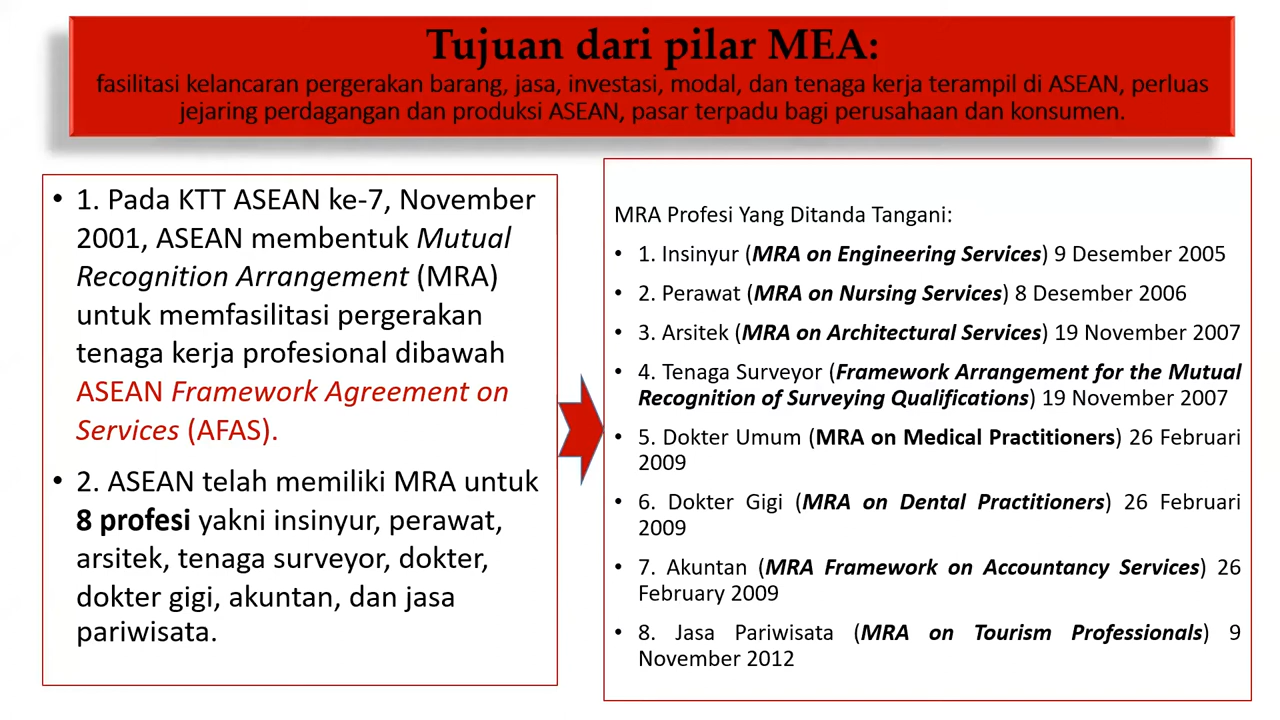 Tujuan dari pilar MEA:
fasilitasi kelancaran pergerakan barang, jasa, investasi, modal, dan tenaga kerja terampil di ASEAN, perluas
jejaring perdagangan dan produksi ASEAN, pasar terpadu bagi perusahaan dan konsumen.
• 1. Pada KTT ASEAN ke-7, November
2001, ASEAN membentuk Mutual
Recognition Arrangement (MRA)
untuk memfasilitasi pergerakan
tenaga kerja profesional dibawah
ASEAN Framework Agreement on
Services (AFAS).
• 2. ASEAN telah memiliki MRA untuk
8 profesi yakni insinyur, perawat,
arsitek, tenaga surveyor, dokter,
dokter gigi, akuntan, dan jasa
pariwisata.
MRA Profesi Yang Ditanda Tangani:
• 1. Insinyur (MRA on Engineering Services) 9 Desember 2005
• 2. Perawat (MRA on Nursing Services) 8 Desember 2006
• 3. Arsitek (MRA on Architectural Services) 19 November 2007
• 4. Tenaga Surveyor (Framework Arrangement for the Mutual
Recognition of Surveying Qualifications) 19 November 2007
• 5. Dokter Umum (MRA on Medical Practitioners) 26 Februari
2009
• 6. Dokter Gigi (MRA on Dental Practitioners) 26 Februari
2009
• 7. Akuntan (MRA Framework on Accountancy Services) 26
February 2009
• 8. Jasa Pariwisata (MRA on Tourism Professionals) 9
November 2012